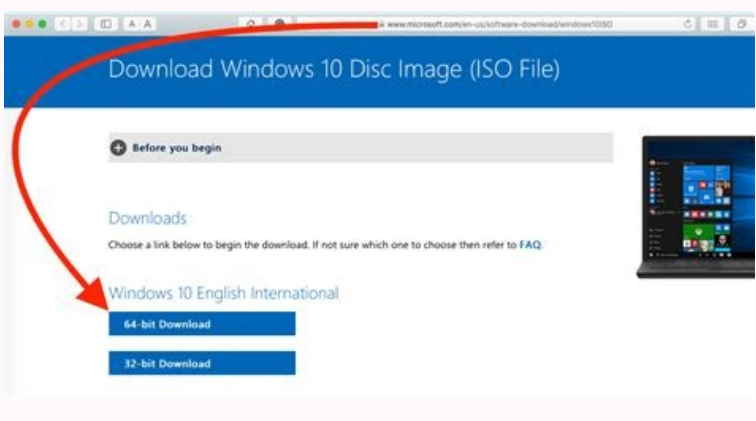 A A
www.microsoft.com/en-us/software-download/windows10ISO
Download Windows 10 Disc Image (ISO File)
Before you begin
Downloads
Choose a link below to begin the download. If not sure which one to choose then refer to FAQ.
Windows 10 English International
64-bit Download
32-bit Download